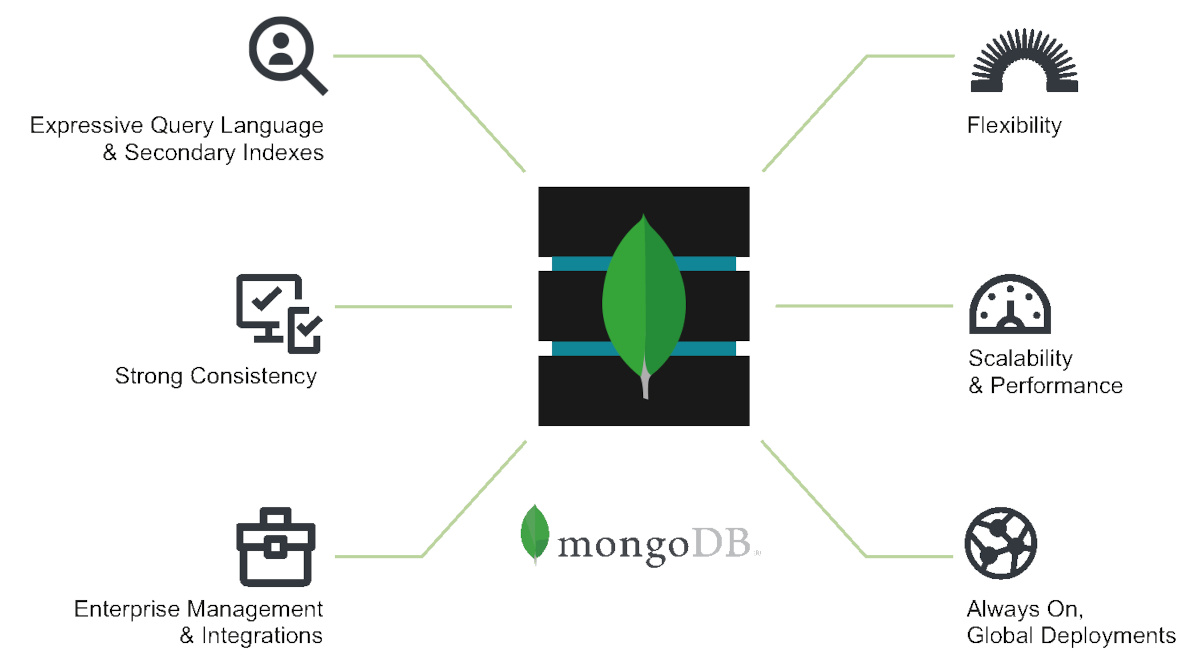 Expressive Query Language
& Secondary Indexes
Flexibility
Strong Consistency
Scalability
& Performance
mongoDB®
Enterprise Management
& Integrations
Always On,
Global Deployments